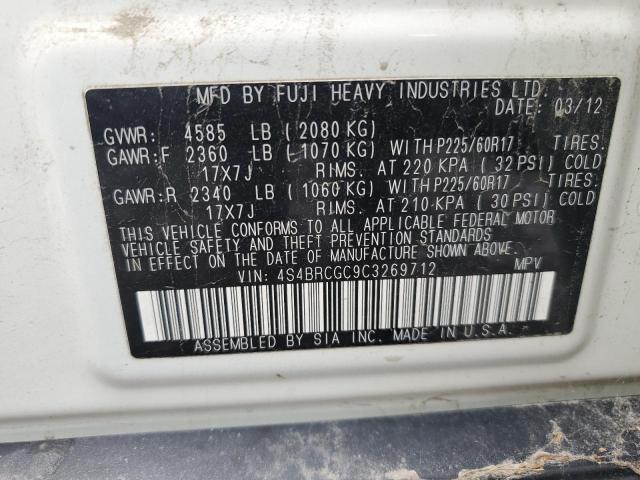 MFD BY FUJI HEAVY INDUSTRIES LTD.
DATE: 03/12
GVWR: 4585 LB (2080 KG)
GAWR:F 2360 LB (1070 KG) WITH P225/60R17 TIRES.
17X7J RIMS. AT 220 KPA (32 PSI) COLD
GAWR:R 2340 LB (1060 KG) WITH P225/60R17 TIRES.
17X7J RIMS. AT 210 KPA (30 PSI) COLD
THIS VEHICLE CONFORMS TO ALL APPLICABLE FEDERAL MOTOR
VEHICLE SAFETY AND THEFT PREVENTION STANDARDS
IN EFFECT ON THE DATE OF MANUFACTURE SHOWN ABOVE.
VIN: 4S4BRCGC9C3269712 MPV
ASSEMBLED BY SIA INC. MADE IN U.S.A.